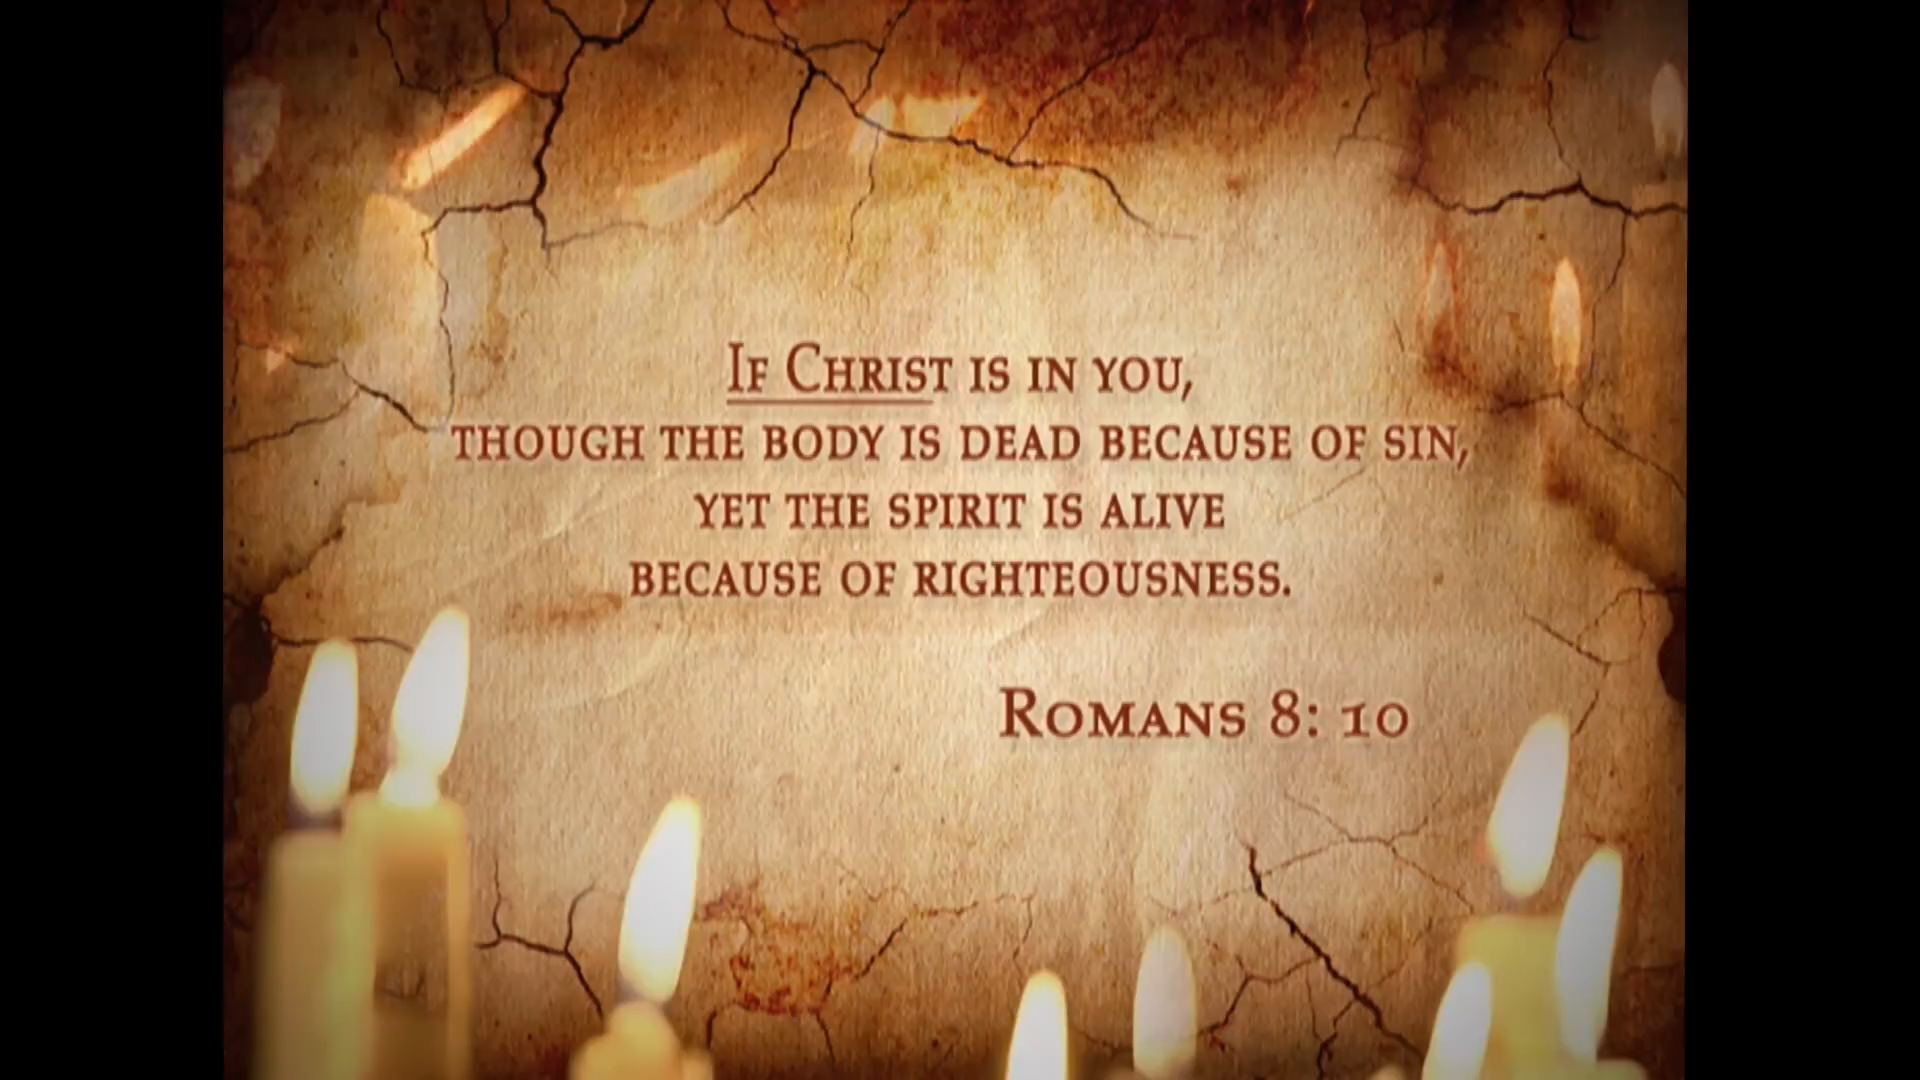 If Christ is in you,
though the body is dead because of sin,
yet the spirit is alive
because of righteousness.
Romans 8: 10